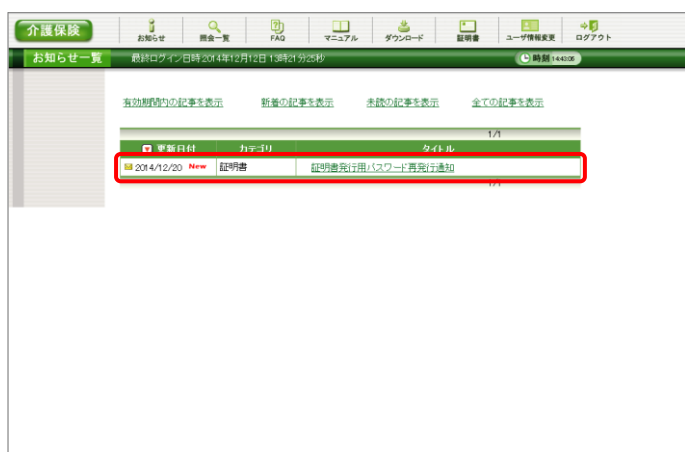 介護保険
お知らせ 照会一覧 FAQ マニュアル ダウンロード 証明書 ユーザ情報変更 ログアウト
お知らせ一覧 最終ログイン日時:2014年12月12日 13時21分25秒 時刻 14:43:05
有効期間内の記事を表示 新着の記事を表示 未読の記事を表示 全ての記事を表示
1/1
更新日付 カテゴリ タイトル
2014/12/20 New 証明書 証明書発行用パスワード再発行通知
1/1